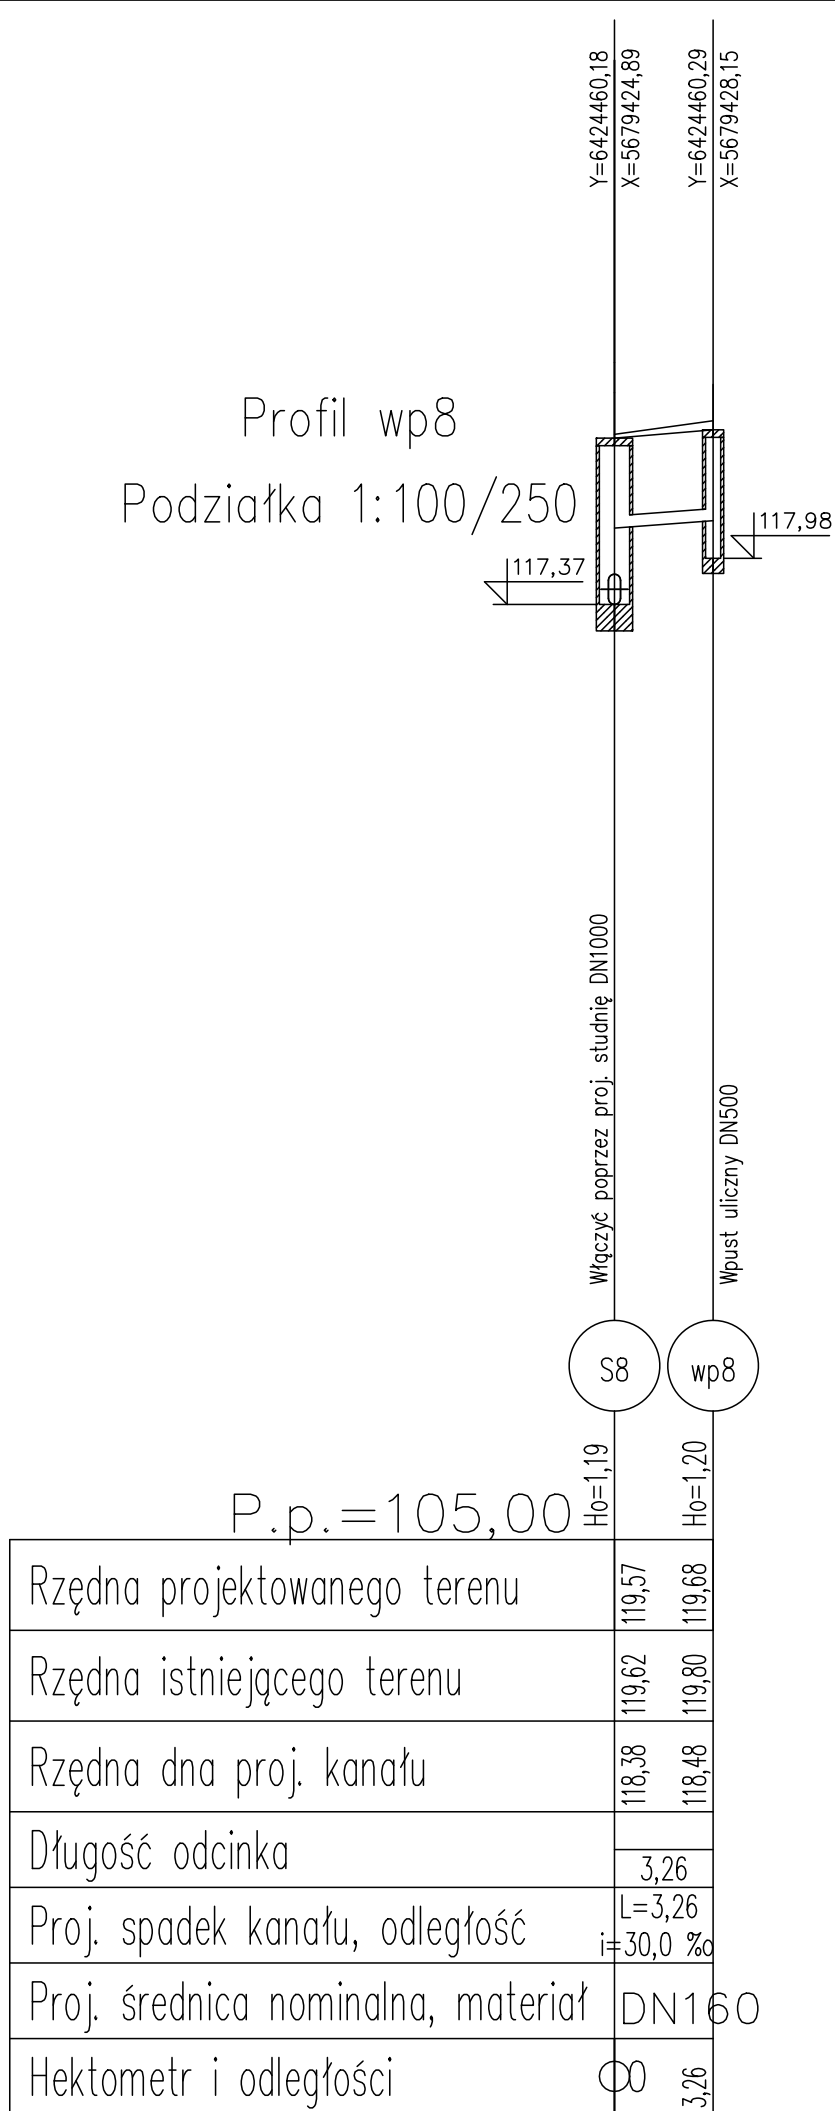 Y=6424460,18
X=5679424,89
Y=6424460,29
X=5679428,15
Profil wp8
Podziałka 1:100/250
117,98
117,37
Włączyć poprzez proj. studnię DN1000
Wpust uliczny DN500
S8
wp8
Ho=1,19
Ho=1,20
P.p.=105,00
Rzędna projektowanego terenu
119,57
119,68
Rzędna istniejącego terenu
119,62
119,80
Rzędna dna proj. kanału
118,38
118,48
Długość odcinka
3,26
Proj. spadek kanału, odległość
L=3,26
i=30,0 ‰
Proj. średnica nominalna, materiał
DN160
Hektometr i odległości
0
3,26